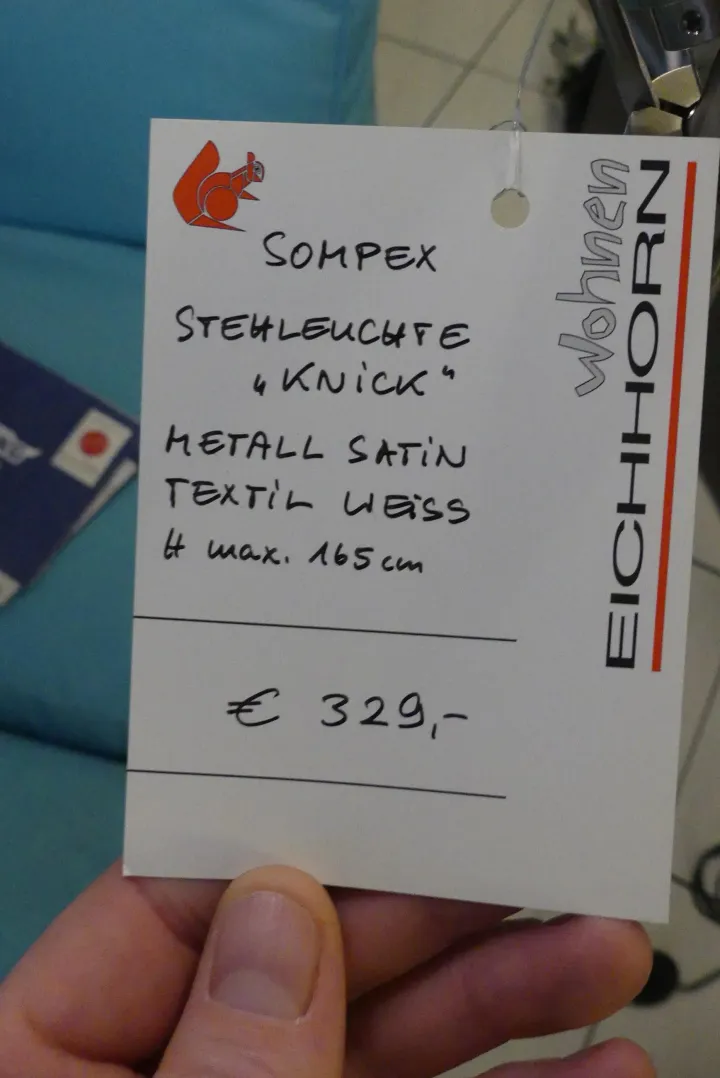 SOMPEX
STEHLEUCHTE
„KNICK“
METALL SATIN
TEXTIL WEISS
H max. 165 cm
€ 329,-
Wohnen
EICHHORN